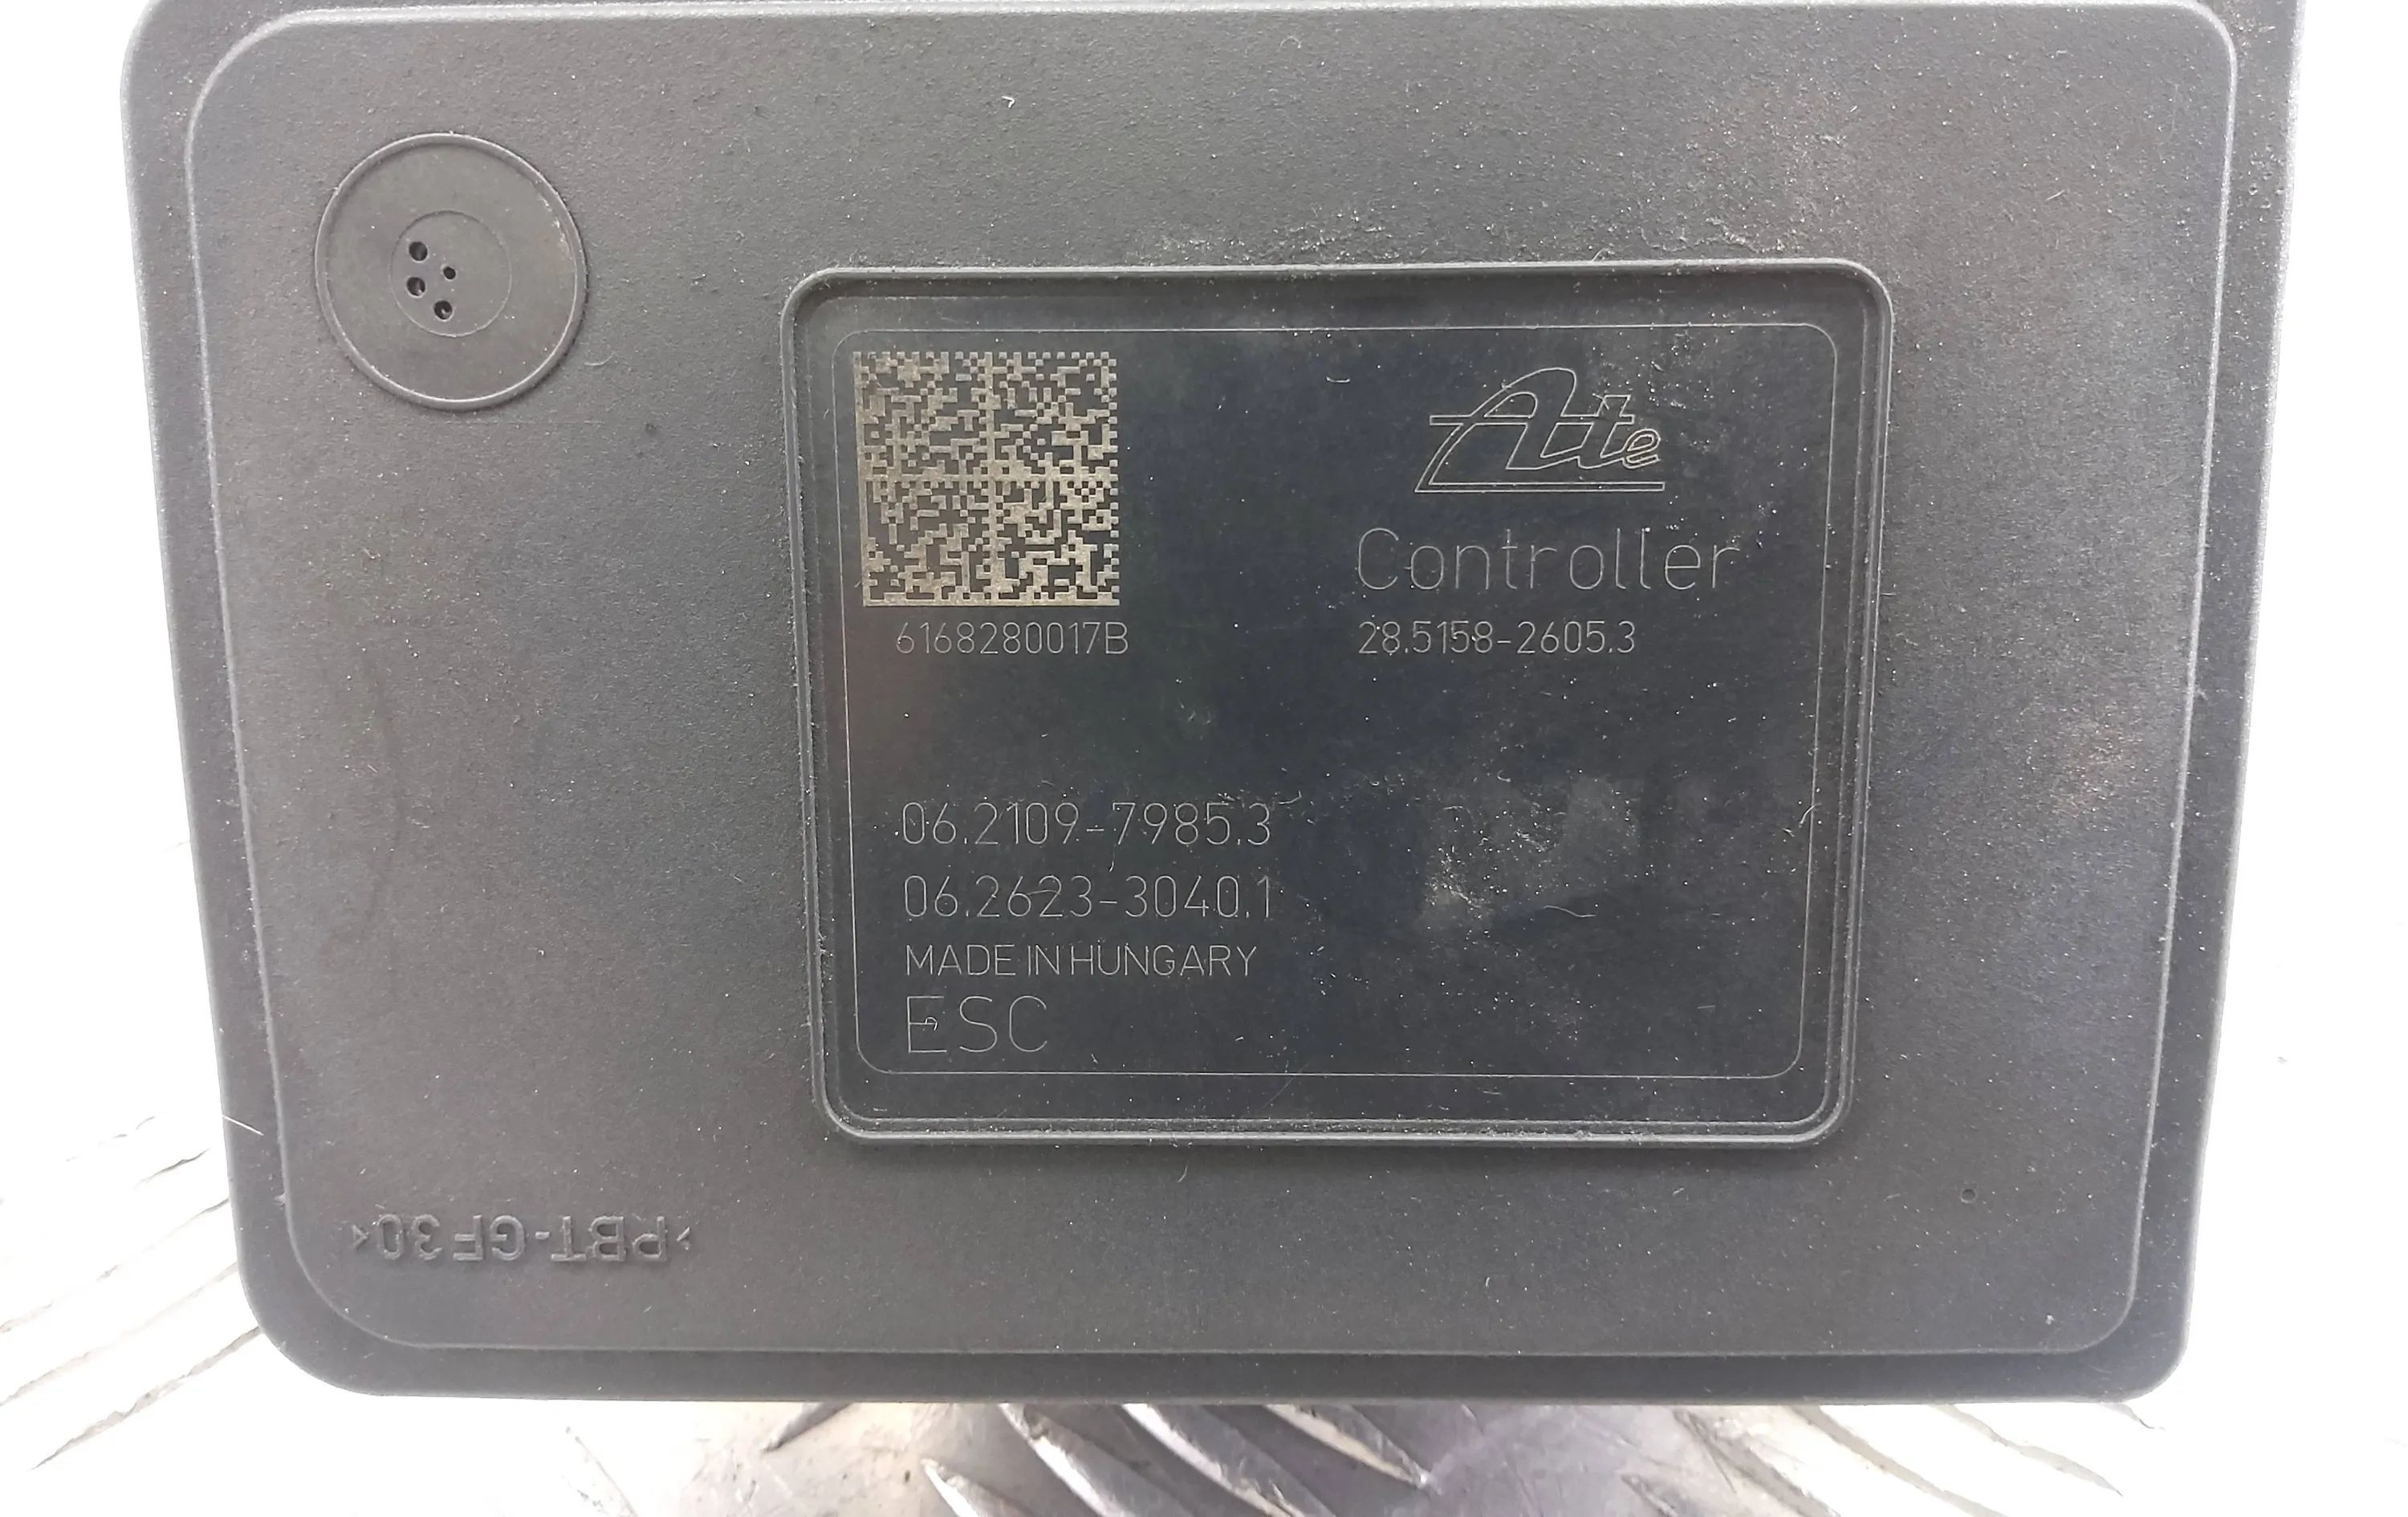 Ate
Controller
6168280017B
28.5158-2605.3
06.2109-7985.3
06.2623-3040.1
MADE IN HUNGARY
ESC
>PBT-GF30<